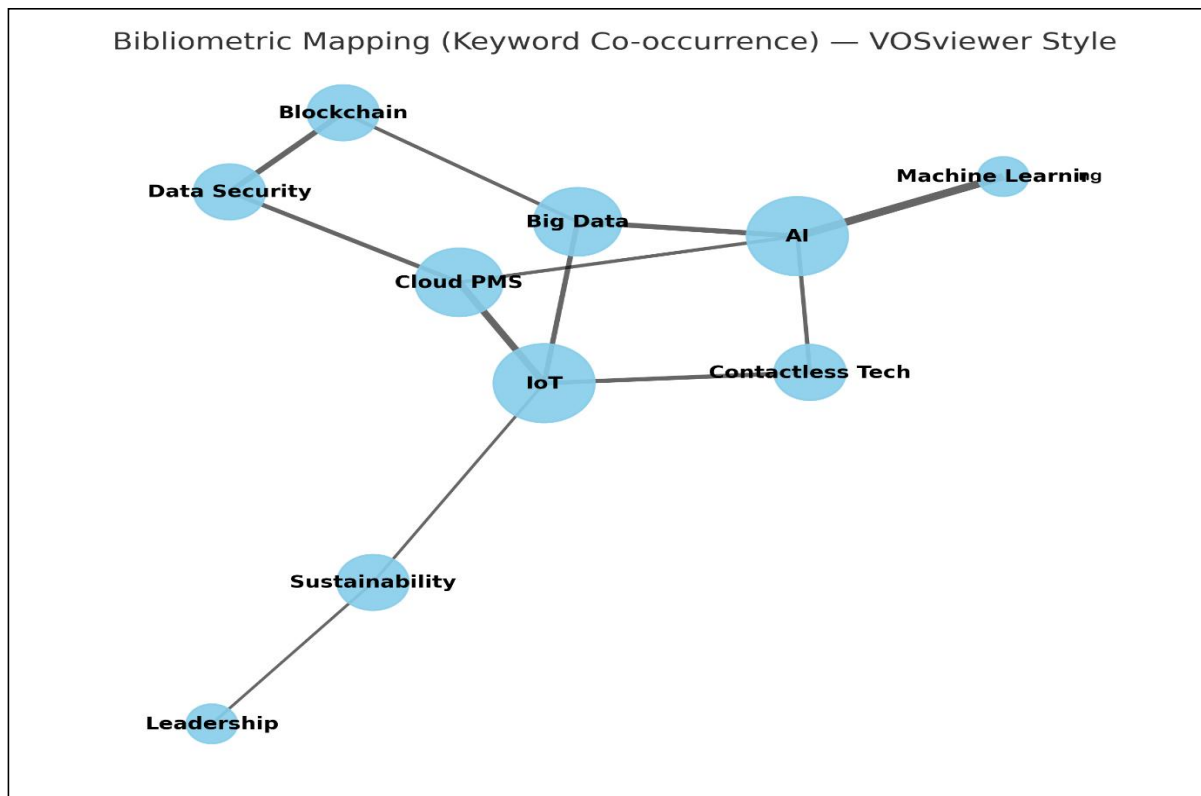 Bibliometric Mapping (Keyword Co-occurrence) — VOSviewer Style
Blockchain
Machine Learning
Data Security
Big Data
AI
Cloud PMS
Contactless Tech
IoT
Sustainability
Leadership